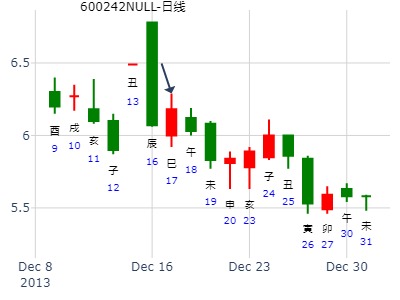 600242NULL-日线
6.5
6
5.5
酉
9
戌
10
亥
11
子
12
丑
13
辰
16
巳
17
午
18
未
19
申
20
亥
23
子
24
丑
25
寅
26
卯
27
午
30
未
31
Dec 8
2013
Dec 16
Dec 23
Dec 30